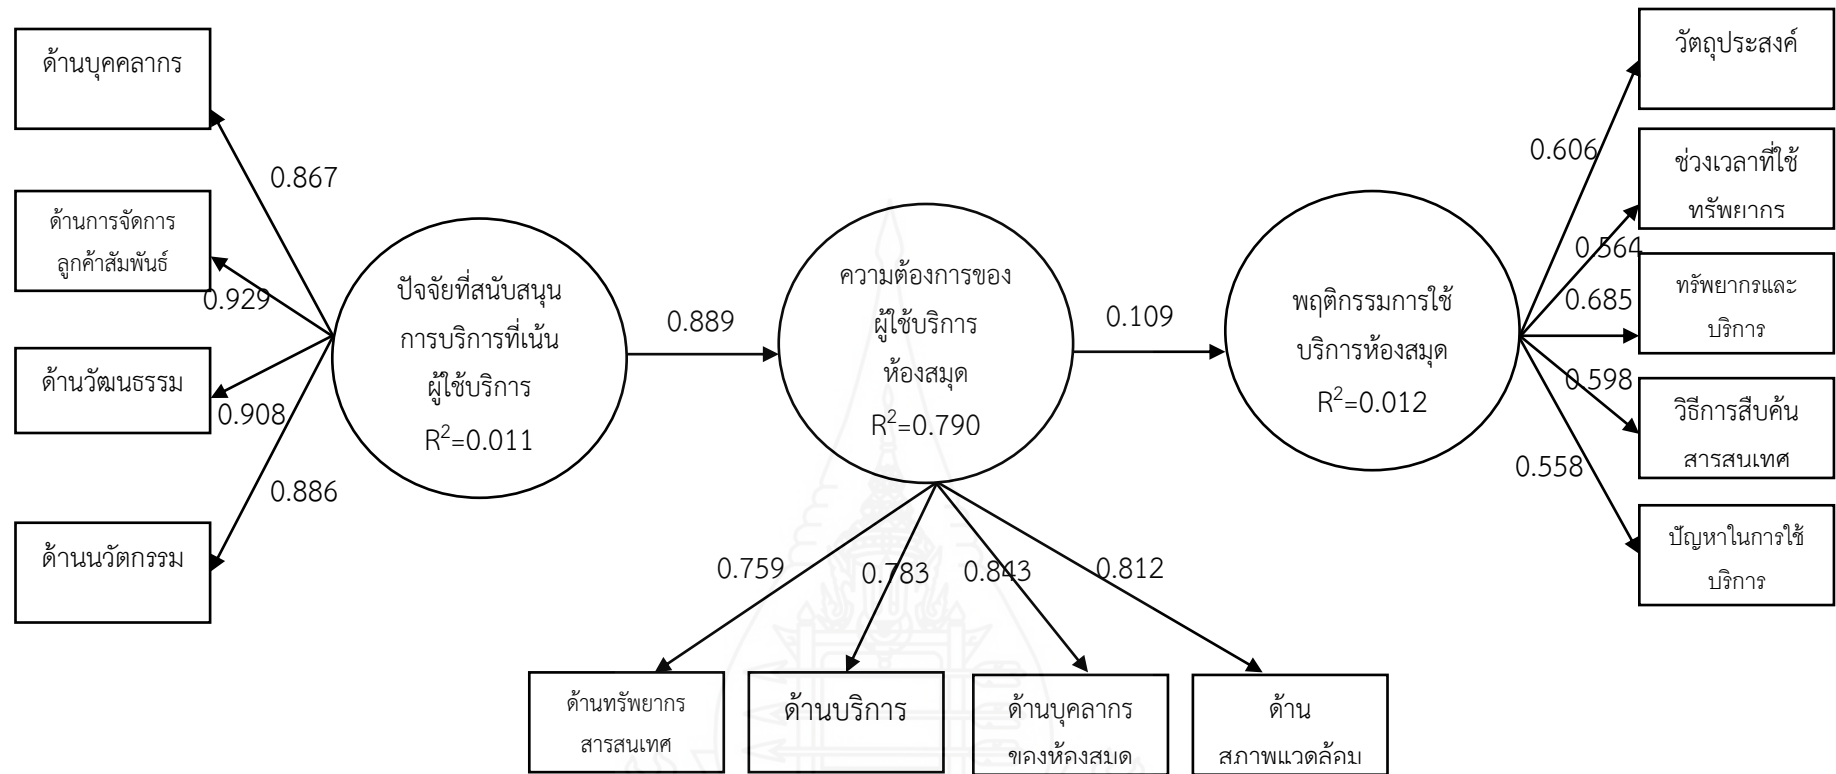 ด้านบุคคลากร
0.867
ด้านการจัดการ
ลูกค้าสัมพันธ์
0.929
ด้านวัฒนธรรม
0.908
0.886
ด้านนวัตกรรม
ปัจจัยที่สนับสนุน
การบริการที่เน้น
ผู้ใช้บริการ
R²=0.011
0.889
ความต้องการของ
ผู้ใช้บริการ
ห้องสมุด
R²=0.790
0.109
พฤติกรรมการใช้
บริการห้องสมุด
R²=0.012
0.606
0.564
0.685
0.598
0.558
วัตถุประสงค์
ช่วงเวลาที่ใช้
ทรัพยากร
ทรัพยากรและ
บริการ
วิธีการสืบค้น
สารสนเทศ
ปัญหาในการใช้
บริการ
0.759
0.783
0.843
0.812
ด้านทรัพยากร
สารสนเทศ
ด้านบริการ
ด้านบุคลากร
ของห้องสมุด
ด้าน
สภาพแวดล้อม